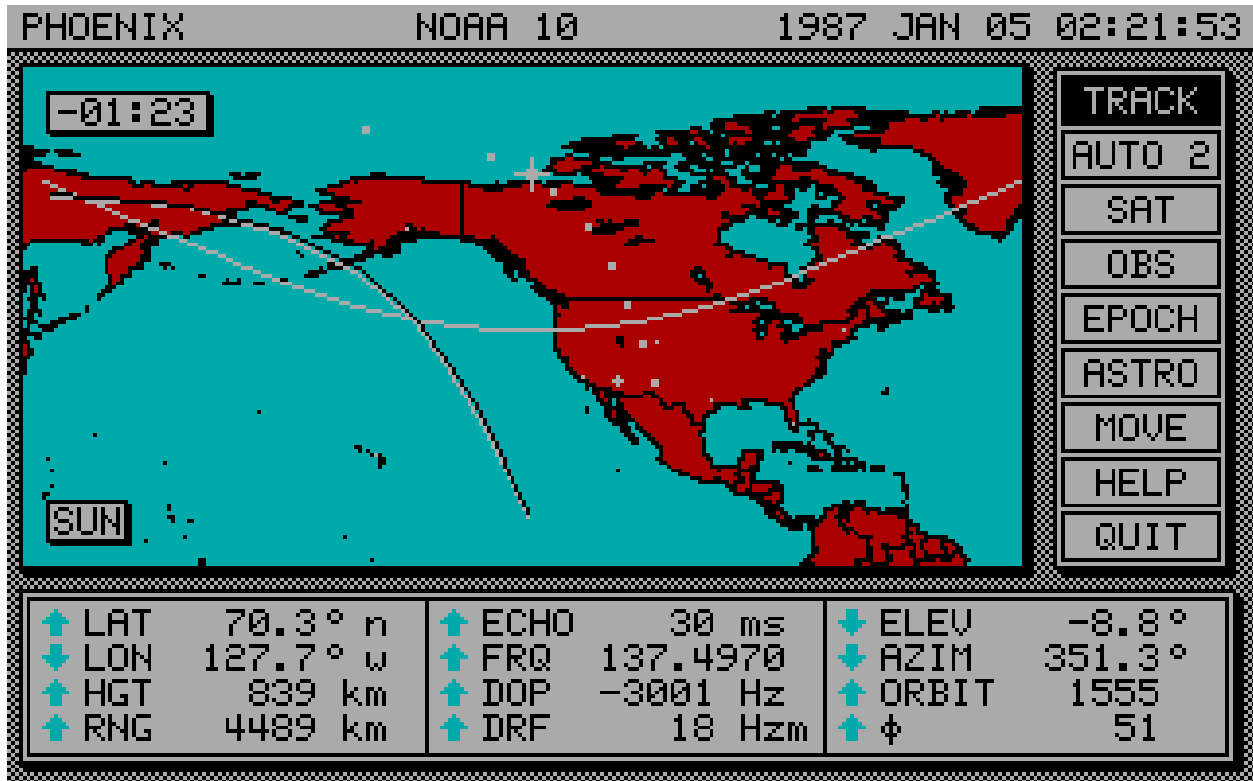 PHOENIX NOAA 10 1987 JAN 05 02:21:53
-01:23
SUN
TRACK
AUTO 2
SAT
OBS
EPOCH
ASTRO
MOVE
HELP
QUIT
LAT 70.3° n
LON 127.7° w
HGT 839 km
RNG 4489 km
ECHO 30 ms
FRQ 137.4970
DOP -3001 Hz
DRF 18 Hzm
ELEV -8.8°
AZIM 351.3°
ORBIT 1555
ϕ 51